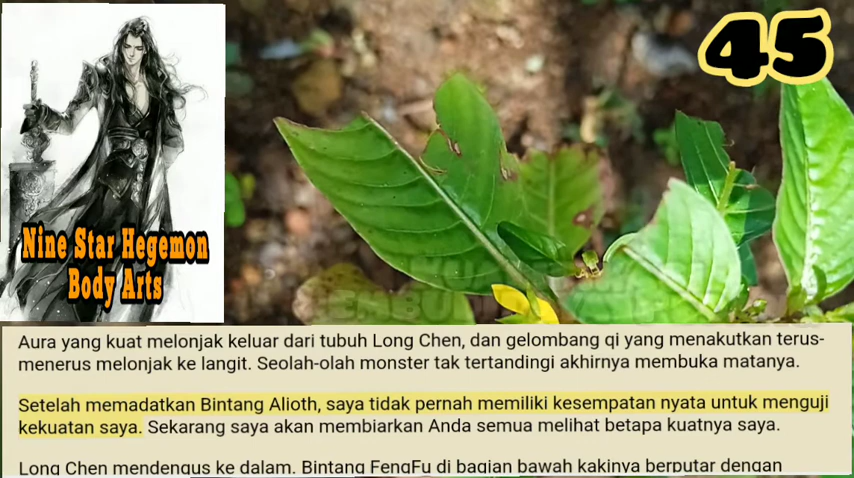 45
Nine Star Hegemon
Body Arts
Aura yang kuat melonjak keluar dari tubuh Long Chen, dan gelombang qi yang menakutkan terus-
menerus melonjak ke langit. Seolah-olah monster tak tertandingi akhirnya membuka matanya.
Setelah memadatkan Bintang Alioth, saya tidak pernah memiliki kesempatan nyata untuk menguji
kekuatan saya. Sekarang saya akan membiarkan Anda semua melihat betapa kuatnya saya.
Long Chen mendengus ke dalam. Bintang FengFu di bagian bawah kakinya berputar dengan